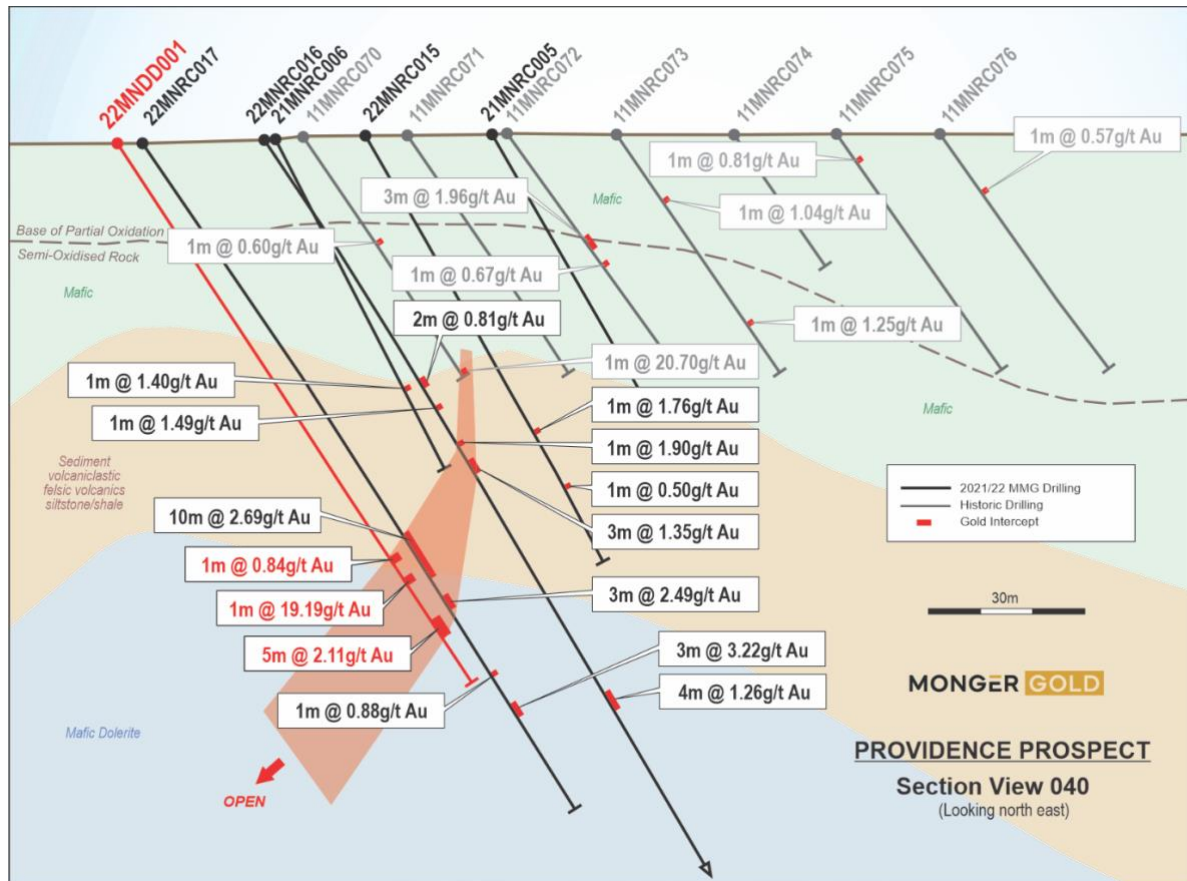 22MNDD001
22MNRC017
22MNRC016
21MNRC006
11MNRC070
22MNRC015
11MNRC071
21MNRC005
11MNRC072
11MNRC073
11MNRC074
11MNRC075
11MNRC076
1m @ 0.57g/t Au
1m @ 0.81g/t Au
3m @ 1.96g/t Au
Mafic
1m @ 1.04g/t Au
Base of Partial Oxidation
1m @ 0.60g/t Au
Semi-Oxidised Rock
1m @ 0.67g/t Au
Mafic
2m @ 0.81g/t Au
1m @ 1.25g/t Au
1m @ 20.70g/t Au
1m @ 1.40g/t Au
1m @ 1.76g/t Au
Mafic
1m @ 1.49g/t Au
1m @ 1.90g/t Au
Sediment
volcaniclastic
felsic volcanics
siltstone/shale
1m @ 0.50g/t Au
2021/22 MMG Drilling
Historic Drilling
Gold Intercept
10m @ 2.69g/t Au
3m @ 1.35g/t Au
1m @ 0.84g/t Au
3m @ 2.49g/t Au
30m
1m @ 19.19g/t Au
5m @ 2.11g/t Au
3m @ 3.22g/t Au
MONGER GOLD
4m @ 1.26g/t Au
1m @ 0.88g/t Au
Mafic Dolerite
PROVIDENCE PROSPECT
Section View 040
(Looking north east)
OPEN